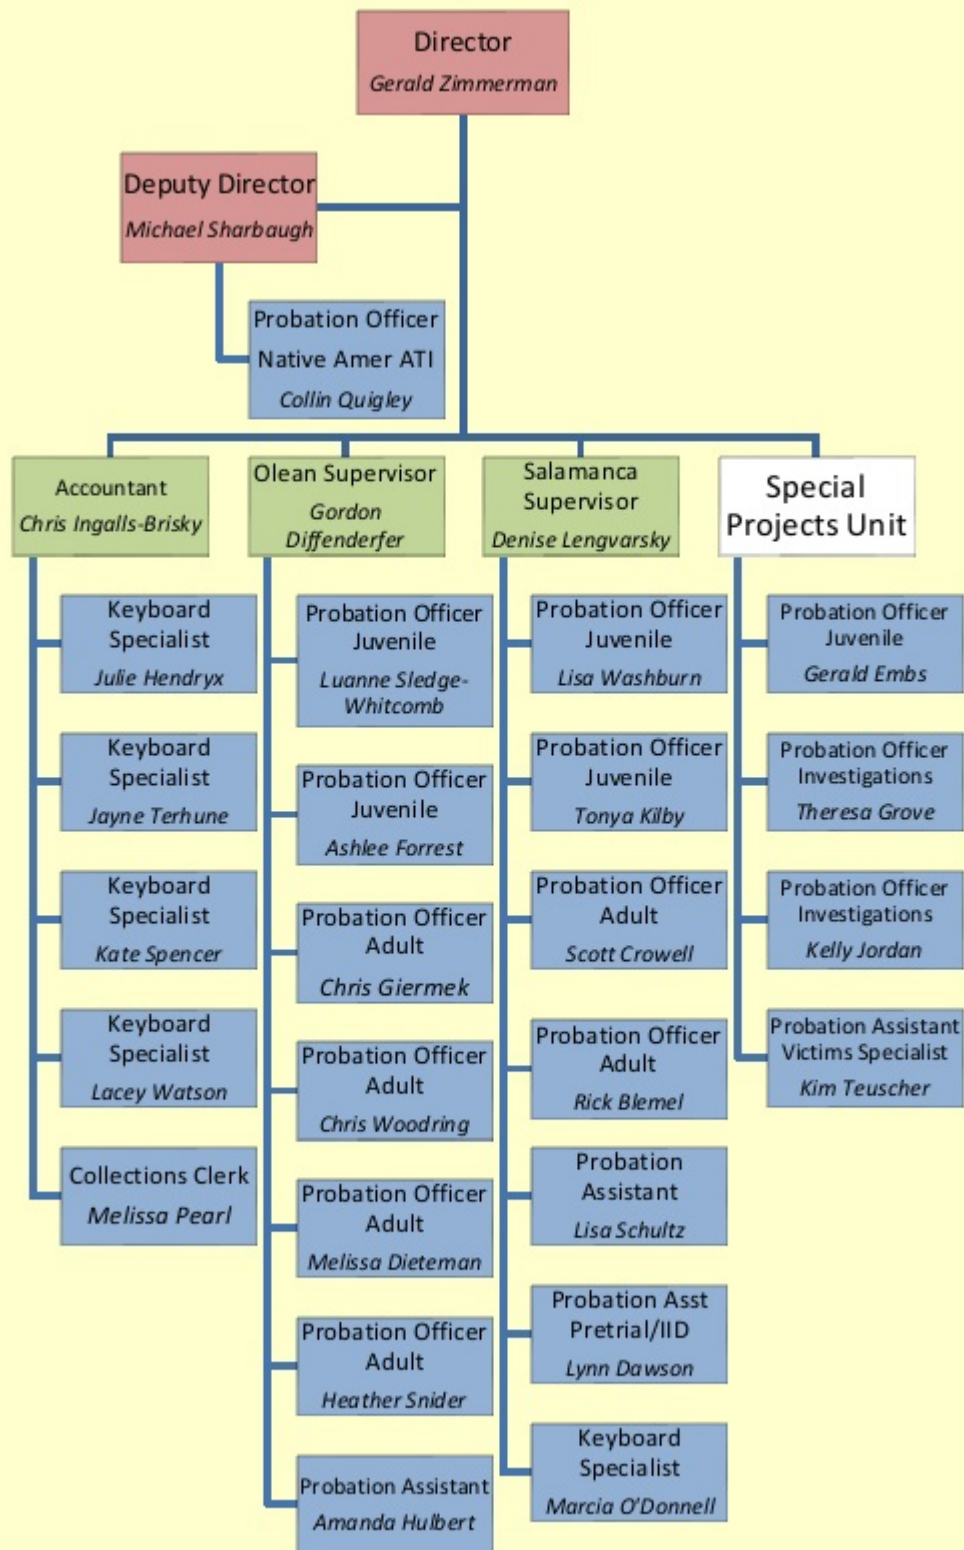 Director
Gerald Zimmerman
Deputy Director
Michael Sharbaugh
Probation Officer
Native Amer ATI
Collin Quigley
Accountant
Chris Ingalls-Brisky
Keyboard
Specialist
Julie Hendryx
Keyboard
Specialist
Jayne Terhune
Keyboard
Specialist
Kate Spencer
Keyboard
Specialist
Lacey Watson
Collections Clerk
Melissa Pearl
Olean Supervisor
Gordon
Diffenderfer
Probation Officer
Juvenile
Luanne Sledge-
Whitcomb
Probation Officer
Juvenile
Ashlee Forrest
Probation Officer
Adult
Chris Giermek
Probation Officer
Adult
Chris Woodring
Probation Officer
Adult
Melissa Dieteman
Probation Officer
Adult
Heather Snider
Probation Assistant
Amanda Hulbert
Salamanca
Supervisor
Denise Lengvarsky
Probation Officer
Juvenile
Lisa Washburn
Probation Officer
Juvenile
Tonya Kilby
Probation Officer
Adult
Scott Crowell
Probation Officer
Adult
Rick Blemel
Probation
Assistant
Lisa Schultz
Probation Asst
Pretrial/IID
Lynn Dawson
Keyboard
Specialist
Marcia O'Donnell
Special
Projects Unit
Probation Officer
Juvenile
Gerald Embs
Probation Officer
Investigations
Theresa Grove
Probation Officer
Investigations
Kelly Jordan
Probation Assistant
Victims Specialist
Kim Teuscher